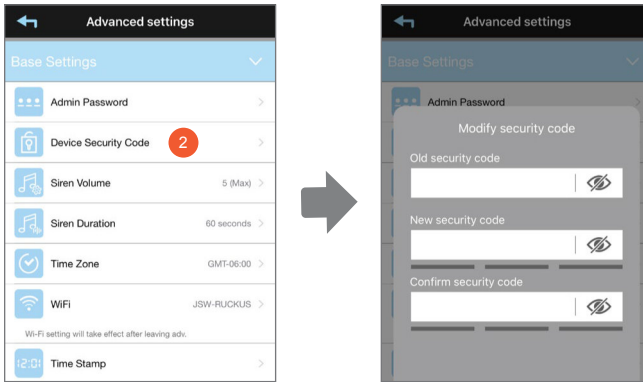 Advanced settings
Base Settings
Admin Password
Device Security Code
2
Siren Volume 5 (Max)
Siren Duration 60 seconds
Time Zone GMT-06:00
WiFi JSW-RUCKUS
Wi-Fi setting will take effect after leaving adv.
12:01 Time Stamp
Advanced settings
Base Settings
Admin Password
Modify security code
Old security code
New security code
Confirm security code